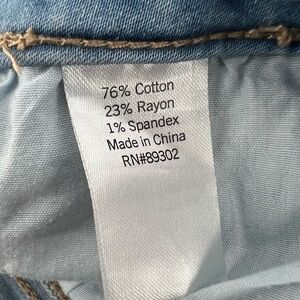 76% Cotton
23% Rayon
1% Spandex
Made in China
RN#89302